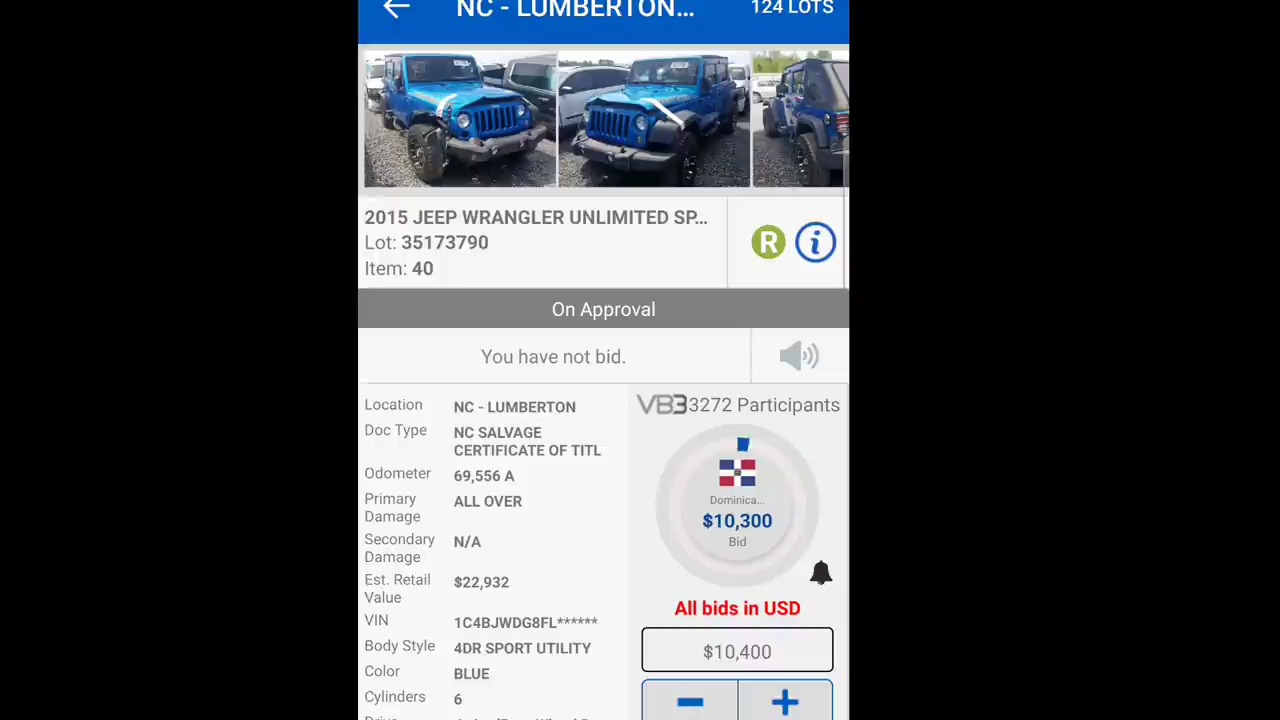 NC - LUMBERTON...
124 LOTS
2015 JEEP WRANGLER UNLIMITED SP...
Lot: 35173790
Item: 40
R
i
On Approval
You have not bid.
Location NC - LUMBERTON
Doc Type NC SALVAGE
CERTIFICATE OF TITL
Odometer 69,556 A
Primary
Damage ALL OVER
Secondary
Damage N/A
Est. Retail
Value $22,932
VIN 1C4BJWDG8FL******
Body Style 4DR SPORT UTILITY
Color BLUE
Cylinders 6
VB3 3272 Participants
Dominica...
$10,300
Bid
All bids in USD
$10,400